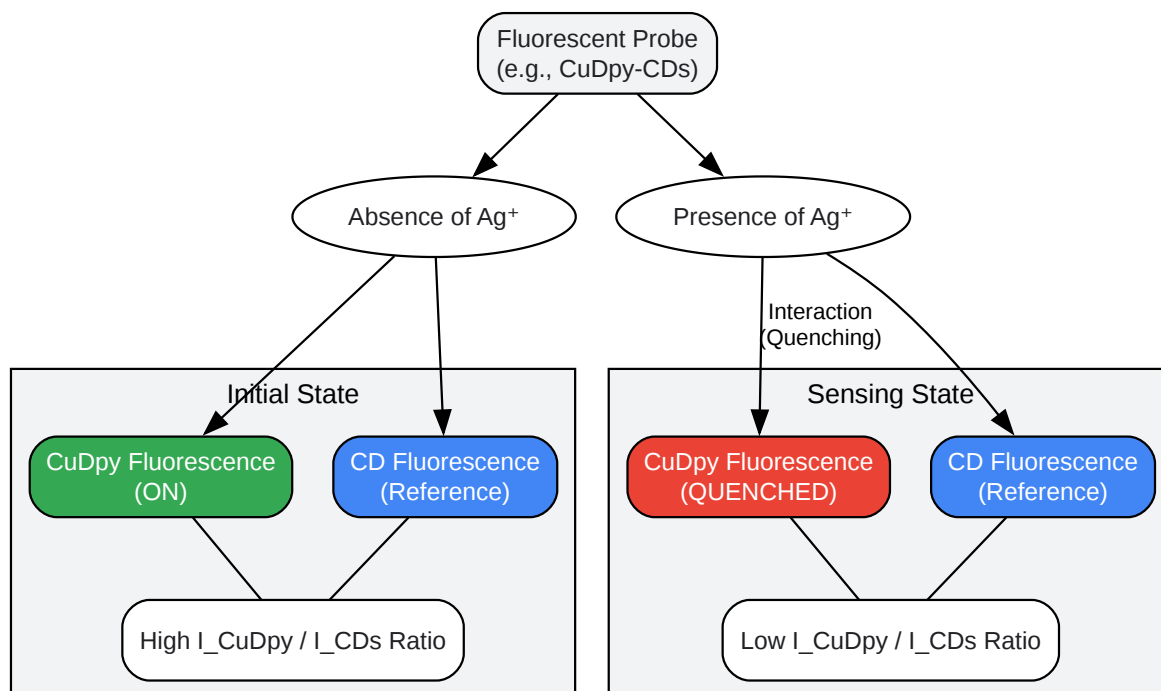 Fluorescent Probe
(e.g., CuDpy-CDs)
Absence of Ag⁺
Presence of Ag⁺
Interaction
(Quenching)
Initial State
Sensing State
CuDpy Fluorescence
(ON)
CD Fluorescence
(Reference)
CuDpy Fluorescence
(QUENCHED)
CD Fluorescence
(Reference)
High I_CuDpy / I_CDs Ratio
Low I_CuDpy / I_CDs Ratio